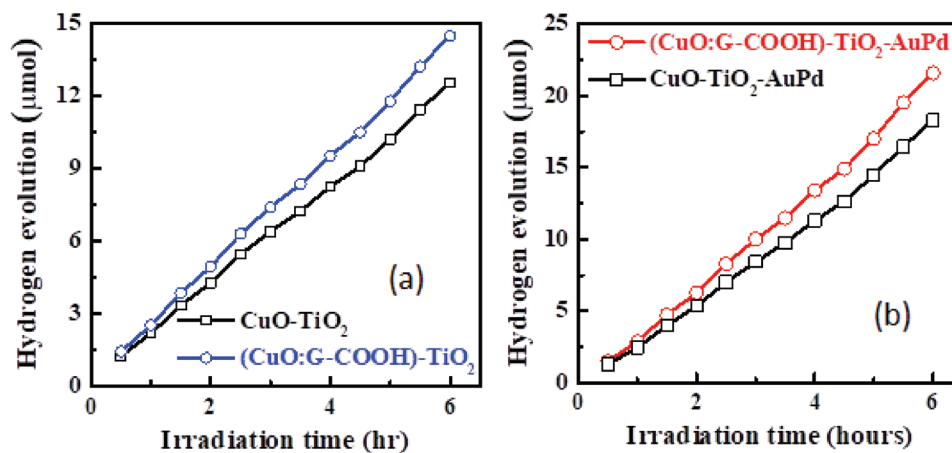 15
12
9
6
3
0
Hydrogen evolution (μmol)
(a)
CuO-TiO₂
(CuO:G-COOH)-TiO₂
0 2 4 6
Irradiation time (hr)
25
20
15
10
5
0
Hydrogen evolution (μmol)
(CuO:G-COOH)-TiO₂-AuPd
CuO-TiO₂-AuPd
(b)
0 2 4 6
Irradiation time (hours)